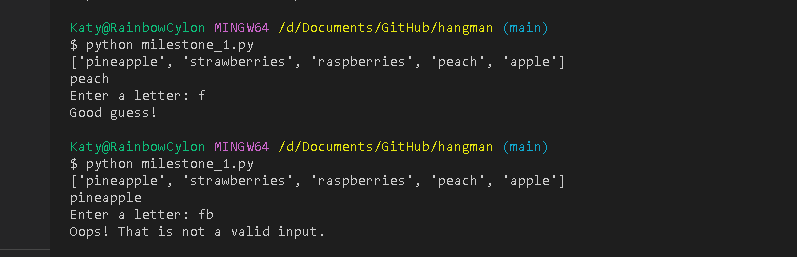 Katy@RainbowCylon MINGW64 /d/Documents/GitHub/hangman (main)
$ python milestone_1.py
['pineapple', 'strawberries', 'raspberries', 'peach', 'apple']
peach
Enter a letter: f
Good guess!
Katy@RainbowCylon MINGW64 /d/Documents/GitHub/hangman (main)
$ python milestone_1.py
['pineapple', 'strawberries', 'raspberries', 'peach', 'apple']
pineapple
Enter a letter: fb
Oops! That is not a valid input.